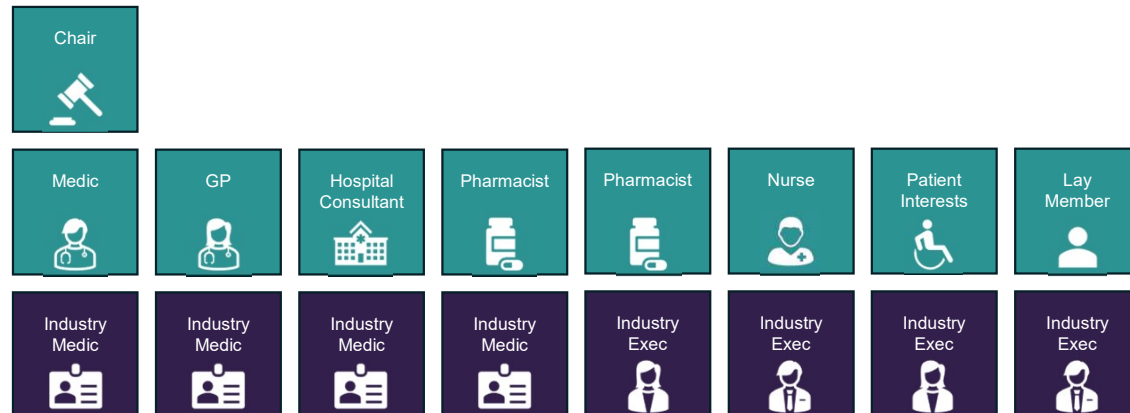 Chair
Medic
GP
Hospital
Consultant
Pharmacist
Pharmacist
Nurse
Patient
Interests
Lay
Member
Industry
Medic
Industry
Medic
Industry
Medic
Industry
Medic
Industry
Exec
Industry
Exec
Industry
Exec
Industry
Exec